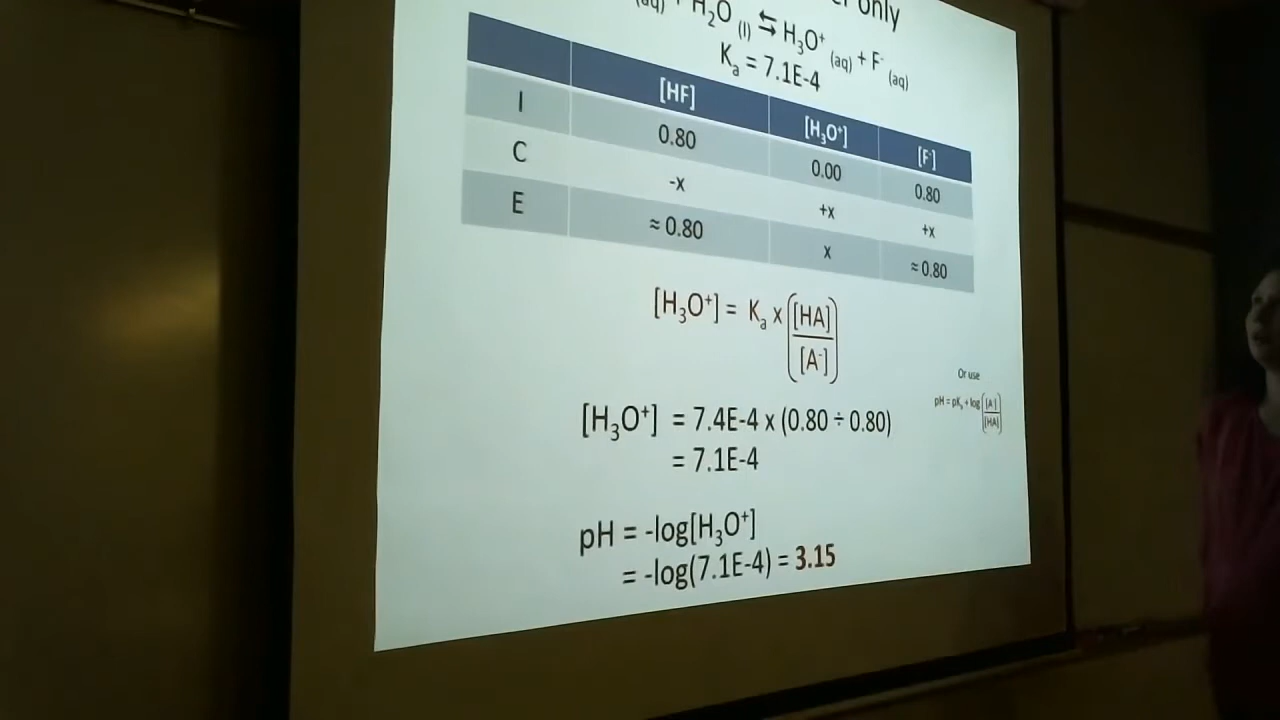 only
(aq) + H₂O (l) ⇆ H₃O⁺ (aq) + F⁻ (aq)
Kₐ = 7.1E-4
[HF] [H₃O⁺] [F⁻]
I 0.80 0.00 0.80
C -x +x +x
E ≈ 0.80 x ≈ 0.80
[H₃O⁺] = Kₐ x ([HA] / [A⁻])
Or use
pH = pKₐ + log([A⁻] / [HA])
[H₃O⁺] = 7.4E-4 x (0.80 ÷ 0.80)
= 7.1E-4
pH = -log[H₃O⁺]
= -log(7.1E-4) = 3.15